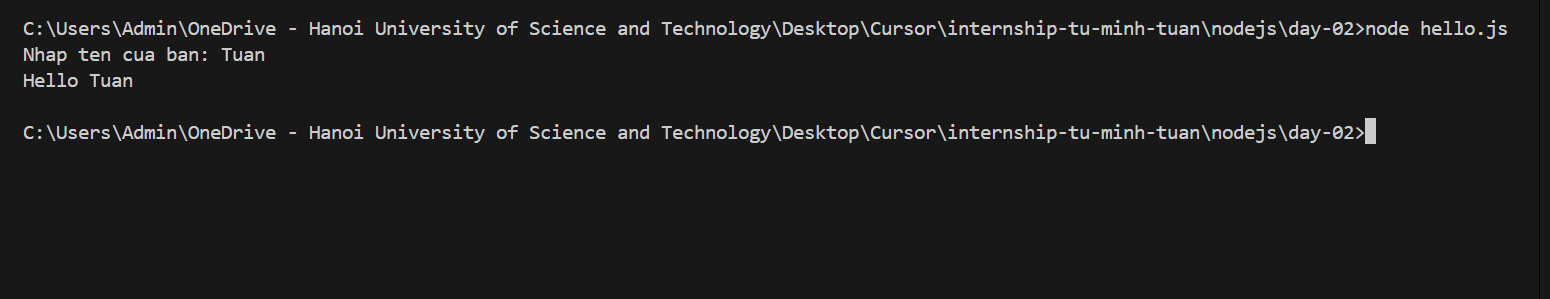 C:\Users\Admin\OneDrive - Hanoi University of Science and Technology\Desktop\Cursor\internship-tu-minh-tuan\nodejs\day-02>node hello.js
Nhap ten cua ban: Tuan
Hello Tuan
C:\Users\Admin\OneDrive - Hanoi University of Science and Technology\Desktop\Cursor\internship-tu-minh-tuan\nodejs\day-02>